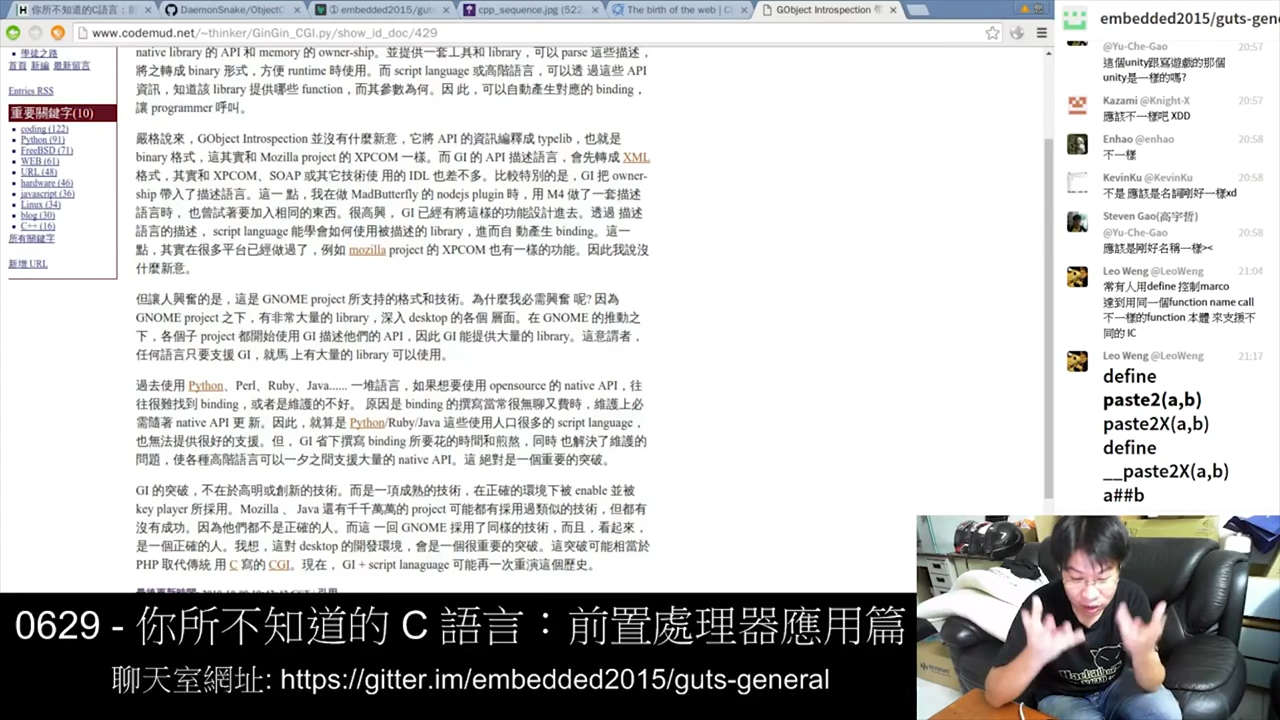 你所不知道的C語言：前
DaemonSnake/ObjectC
① embedded2015/guts-
cpp_sequence.jpg (522
The birth of the web | C
GObject Introspection
www.codemud.net/~thinker/GinGin_CGI.py/show_id_doc/429
學徒之路
首頁 新編 最新留言
Entries RSS
重要關鍵字(10)
coding (122)
Python (91)
FreeBSD (71)
WEB (61)
URL (48)
hardware (46)
javascript (36)
Linux (34)
blog (30)
C++ (16)
所有關鍵字
新增 URL
native library 的 API 和 memory 的 owner-ship。並提供一套工具和 library，可以 parse 這些描述，
將之轉成 binary 形式，方便 runtime 時使用。而 script language 或高階語言，可以透 過這些 API
資訊，知道該 library 提供哪些 function，而其參數為何。因 此，可以自動產生對應的 binding，
讓 programmer 呼叫。
嚴格說來，GObject Introspection 並沒有什麼新意，它將 API 的資訊編釋成 typelib，也就是
binary 格式，這其實和 Mozilla project 的 XPCOM 一樣。而 GI 的 API 描述語言，會先轉成 XML
格式，其實和 XPCOM、SOAP 或其它技術使 用的 IDL 也差不多。比較特別的是，GI 把 owner-
ship 帶入了描述語言。這一 點，我在做 MadButterfly 的 nodejs plugin 時，用 M4 做了一套描述
語言時， 也曾試著要加入相同的東西。很高興， GI 已經有將這樣的功能設計進去。透過 描述
語言的描述， script language 能學會如何使用被描述的 library，進而自 動產生 binding。這一
點，其實在很多平台已經做過了，例如 mozilla project 的 XPCOM 也有一樣的功能。因此我說沒
什麼新意。
但讓人興奮的是，這是 GNOME project 所支持的格式和技術。為什麼我必需興奮 呢? 因為
GNOME project 之下，有非常大量的 library，深入 desktop 的各個 層面。在 GNOME 的推動之
下，各個子 project 都開始使用 GI 描述他們的 API，因此 GI 能提供大量的 library。這意謂者，
任何語言只要支援 GI，就馬 上有大量的 library 可以使用。
過去使用 Python、Perl、Ruby、Java...... 一堆語言，如果想要使用 opensource 的 native API，往
往很難找到 binding，或者是維護的不好。 原因是 binding 的撰寫當常很無聊又費時，維護上必
需隨著 native API 更 新。因此，就算是 Python/Ruby/Java 這些使用人口很多的 script language，
也無法提供很好的支援。但， GI 省下撰寫 binding 所要花的時間和煎熬，同時 也解決了維護的
問題，使各種高階語言可以一夕之間支援大量的 native API。這 絕對是一個重要的突破。
GI 的突破，不在於高明或創新的技術。而是一項成熟的技術，在正確的環境下被 enable 並被
key player 所採用。Mozilla 、 Java 還有千千萬萬的 project 可能都有採用過類似的技術，但都有
沒有成功。因為他們都不是正確的人。而這 一回 GNOME 採用了同樣的技術，而且，看起來，
是一個正確的人。我想，這對 desktop 的開發環境，會是一個很重要的突破。這突破可能相當於
PHP 取代傳統 用 C 寫的 CGI。現在， GI + script lanaguage 可能再一次重演這個歷史。
embedded2015/guts-gener
@Yu-Che-Gao 20:57
這個unity跟寫遊戲的那個
unity是一樣的嗎?
Kazami @Knight-X 20:57
應該不一樣吧 XDD
Enhao @enhao 20:58
不一樣
KevinKu @KevinKu 20:58
不是 應該是名詞剛好一樣xd
Steven Gao(高宇哲)
@Yu-Che-Gao 20:58
應該是剛好名稱一樣><
Leo Weng @LeoWeng 21:04
常有人用define 控制marco
達到用同一個function name call
不一樣的function 本體 來支援不
同的 IC
Leo Weng @LeoWeng 21:17
define
paste2(a,b)
paste2X(a,b)
define
__paste2X(a,b)
a##b
0629 - 你所不知道的 C 語言：前置處理器應用篇
聊天室網址: https://gitter.im/embedded2015/guts-general